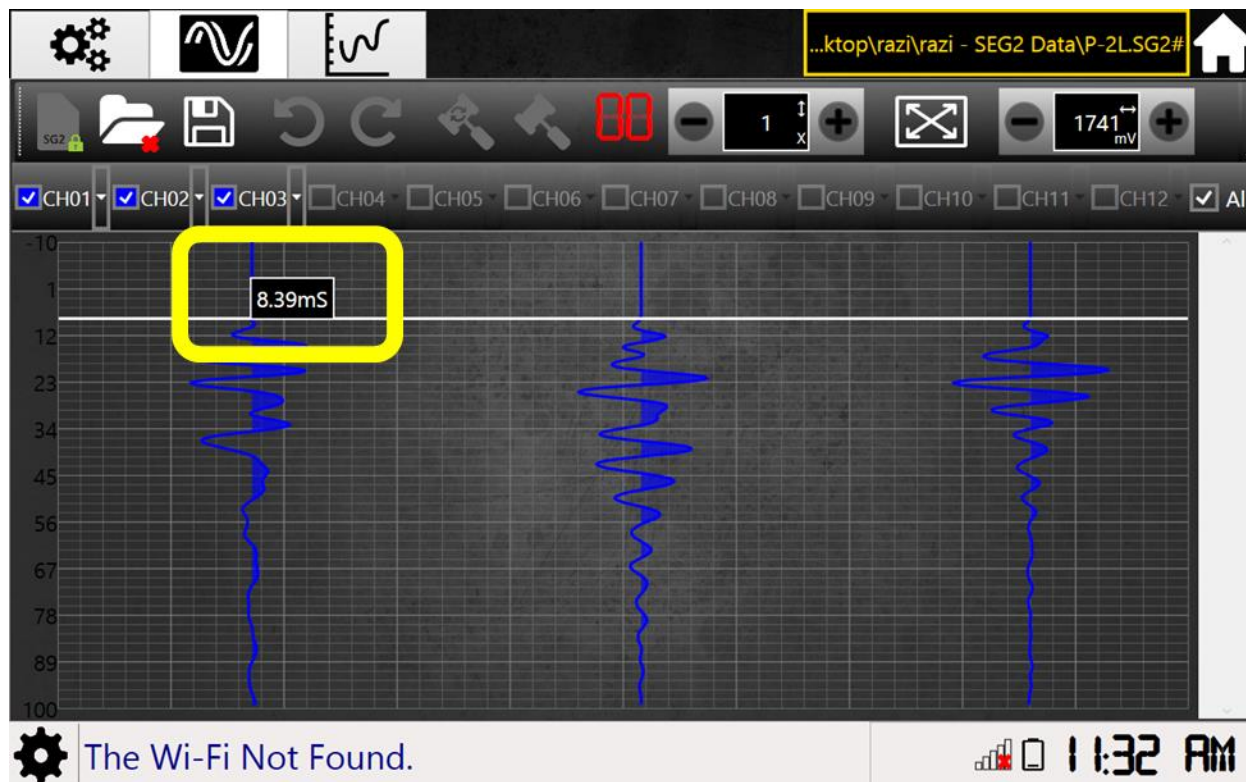 ...ktop\razi\razi - SEG2 Data\P-2L.SG2#
SG2 00 1 X 1741 mV
CH01 CH02 CH03 CH04 CH05 CH06 CH07 CH08 CH09 CH10 CH11 CH12 Al
-10
1
8.39mS
12
23
34
45
56
67
78
89
100
The Wi-Fi Not Found. 11:32 AM